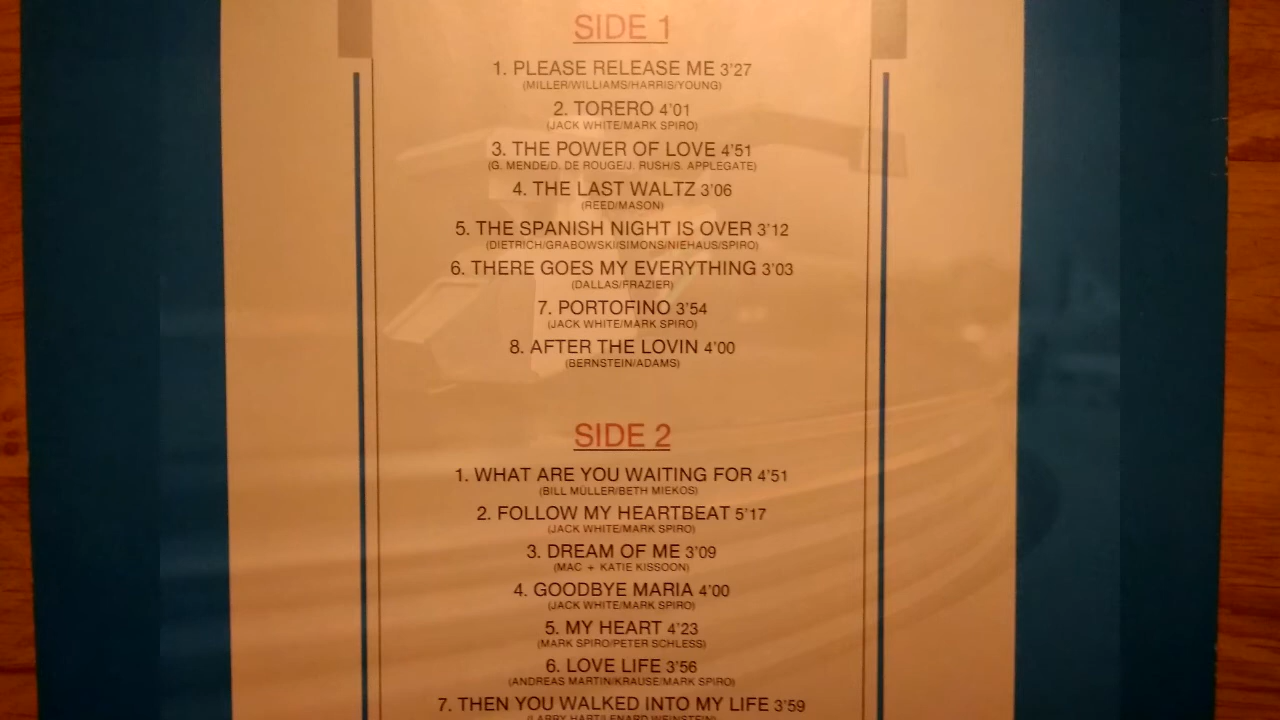 SIDE 1
1. PLEASE RELEASE ME 3'27
(MILLER/WILLIAMS/HARRIS/YOUNG)
2. TORERO 4'01
(JACK WHITE/MARK SPIRO)
3. THE POWER OF LOVE 4'51
(G. MENDE/D. DE ROUGE/J. RUSH/S. APPLEGATE)
4. THE LAST WALTZ 3'06
(REED/MASON)
5. THE SPANISH NIGHT IS OVER 3'12
(DIETRICH/GRABOWSKI/SIMONS/NIEHAUS/SPIRO)
6. THERE GOES MY EVERYTHING 3'03
(DALLAS/FRAZIER)
7. PORTOFINO 3'54
(JACK WHITE/MARK SPIRO)
8. AFTER THE LOVIN 4'00
(BERNSTEIN/ADAMS)
SIDE 2
1. WHAT ARE YOU WAITING FOR 4'51
(BILL MÜLLER/BETH MIEKOS)
2. FOLLOW MY HEARTBEAT 5'17
(JACK WHITE/MARK SPIRO)
3. DREAM OF ME 3'09
(MAC + KATIE KISSOON)
4. GOODBYE MARIA 4'00
(JACK WHITE/MARK SPIRO)
5. MY HEART 4'23
(MARK SPIRO/PETER SCHLESS)
6. LOVE LIFE 3'56
(ANDREAS MARTIN/KRAUSE/MARK SPIRO)
7. THEN YOU WALKED INTO MY LIFE 3'59
(LARRY HART/LENARD WEINSTEIN)